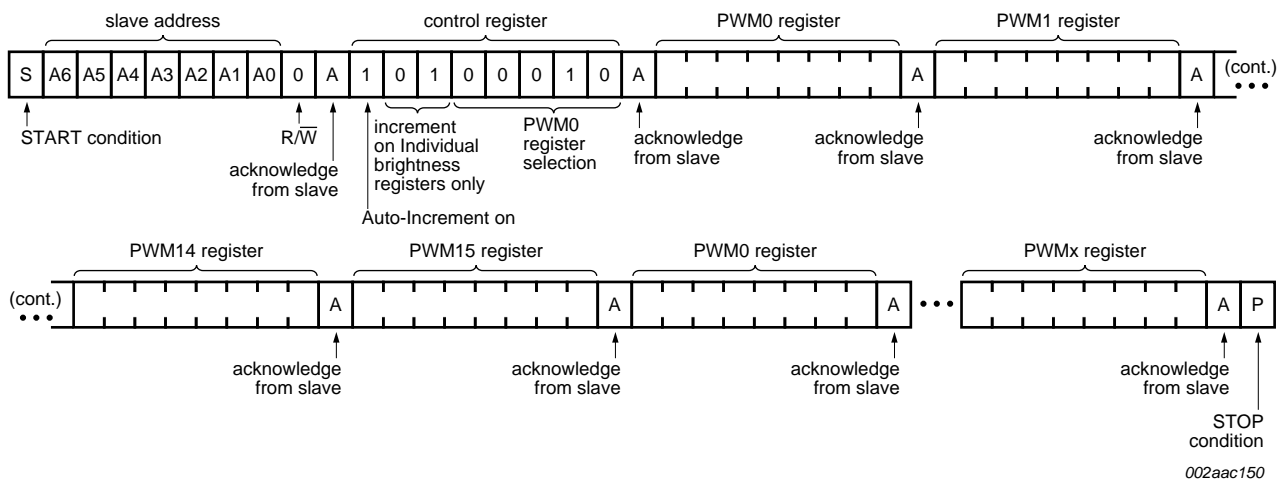 slave address control register PWM0 register PWM1 register
S A6 A5 A4 A3 A2 A1 A0 0 A 1 0 1 0 0 0 1 0 A A A (cont.)
START condition
R/W̅
acknowledge
from slave
Auto-Increment on
increment
on Individual
brightness
registers only
PWM0
register
selection
acknowledge
from slave
acknowledge
from slave
acknowledge
from slave
PWM14 register PWM15 register PWM0 register PWMx register
(cont.) A A A A P
acknowledge
from slave
acknowledge
from slave
acknowledge
from slave
acknowledge
from slave
STOP
condition
002aac150